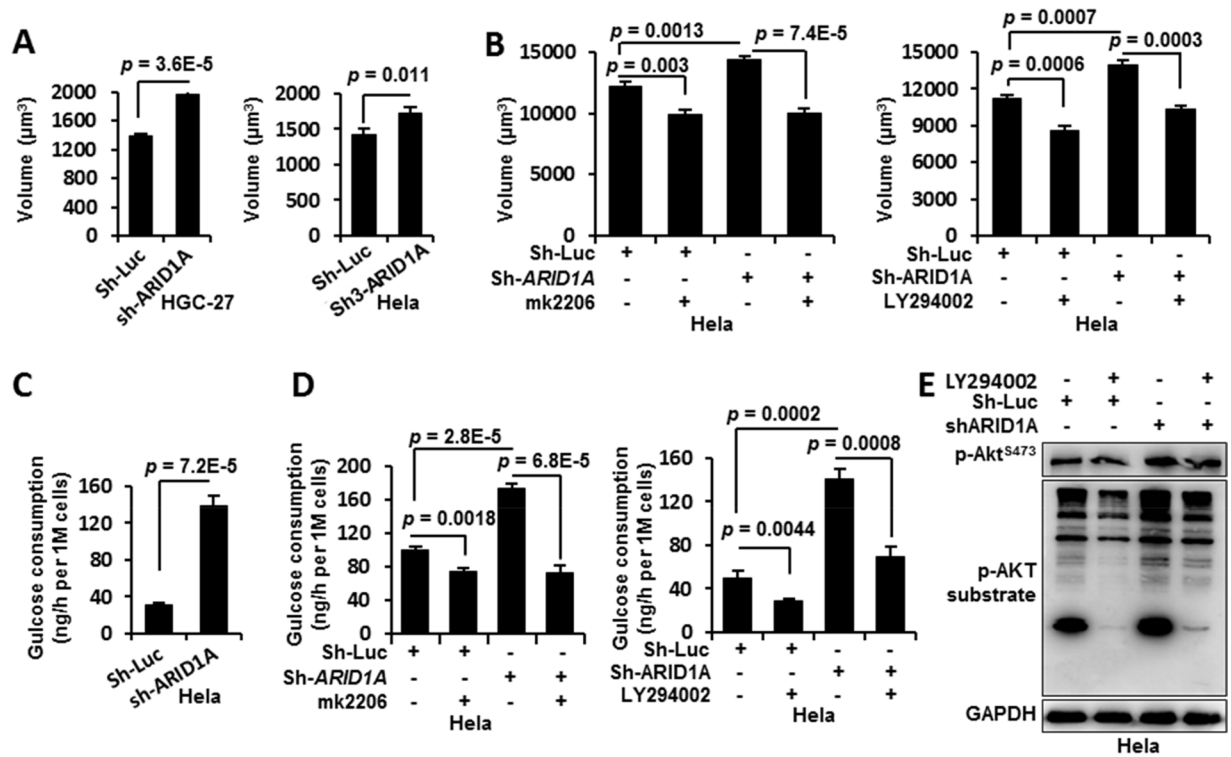 A
p = 3.6E-5
Volume (µm³)
2000
1600
1200
800
400
0
Sh-Luc
sh-ARID1A
HGC-27
p = 0.011
Volume (µm³)
2000
1500
1000
500
0
Sh-Luc
Sh3-ARID1A
Hela
B
p = 0.0013
p = 7.4E-5
p = 0.003
Volume (µm³)
15000
10000
5000
0
Sh-Luc + + - -
Sh-ARID1A - - + +
mk2206 - + - +
Hela
p = 0.0007
p = 0.0003
p = 0.0006
Volume (µm³)
15000
12000
9000
6000
3000
0
Sh-Luc + + - -
Sh-ARID1A - - + +
LY294002 - + - +
Hela
C
p = 7.2E-5
Gulcose consumption
(ng/h per 1M cells)
160
120
80
40
0
Sh-Luc
sh-ARID1A
Hela
D
p = 2.8E-5
p = 6.8E-5
p = 0.0018
Gulcose consumption
(ng/h per 1M cells)
200
160
120
80
40
0
Sh-Luc + + - -
Sh-ARID1A - - + +
mk2206 - + - +
Hela
p = 0.0002
p = 0.0008
p = 0.0044
Gulcose consumption
(ng/h per 1M cells)
160
120
80
40
0
Sh-Luc + + - -
Sh-ARID1A - - + +
LY294002 - + - +
Hela
E
LY294002 - + - +
Sh-Luc + + - -
shARID1A - - + +
p-Akt^S473
p-AKT
substrate
GAPDH
Hela